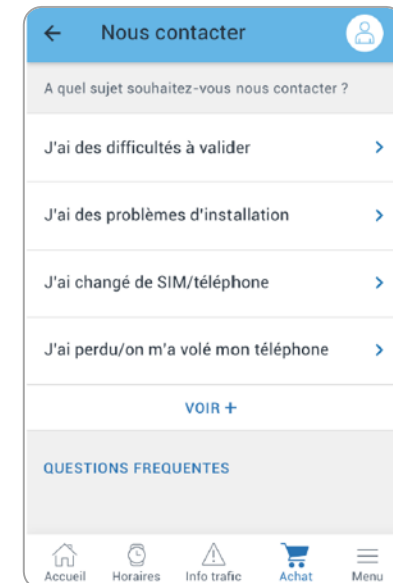 Nous contacter
A quel sujet souhaitez-vous nous contacter ?
J'ai des difficultés à valider
J'ai des problèmes d'installation
J'ai changé de SIM/téléphone
J'ai perdu/on m'a volé mon téléphone
VOIR +
QUESTIONS FREQUENTES
Accueil Horaires Info trafic Achat Menu